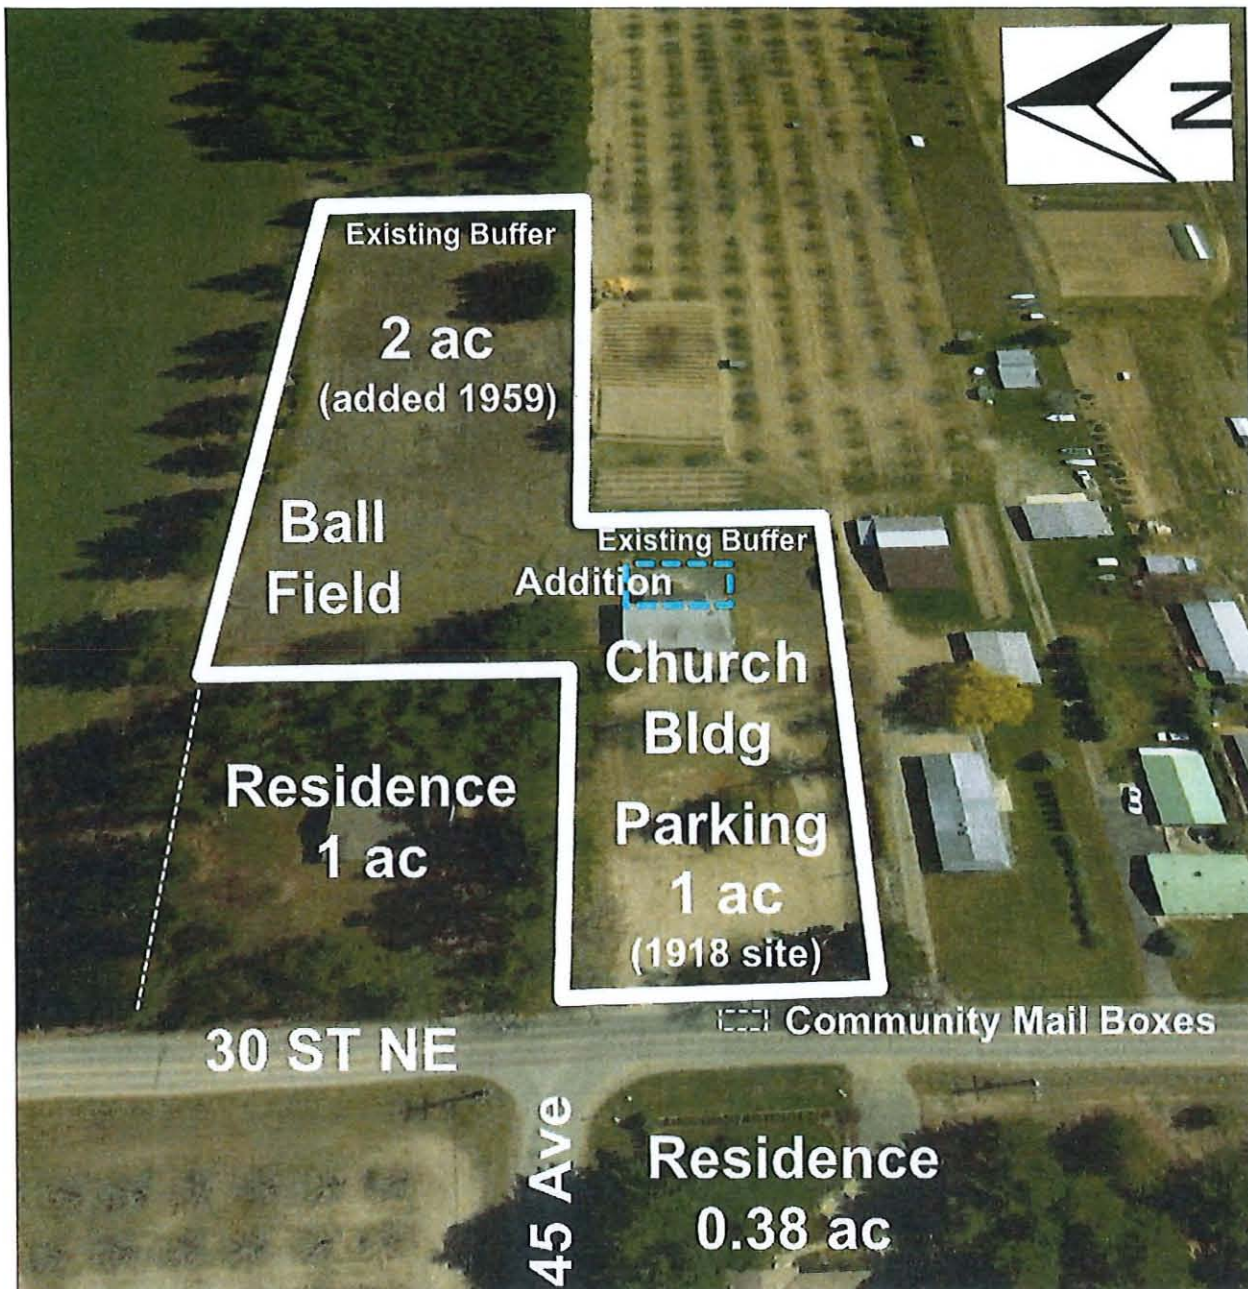 N
Existing Buffer
2 ac
(added 1959)
Ball
Field
Existing Buffer
Addition
Church
Bldg
Residence
1 ac
Parking
1 ac
(1918 site)
Community Mail Boxes
30 ST NE
45 Ave
Residence
0.38 ac